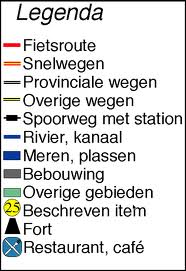 Legenda
Fietsroute
Snelwegen
Provinciale wegen
Overige wegen
Spoorweg met station
Rivier, kanaal
Meren, plassen
Bebouwing
Overige gebieden
25 Beschreven item
Fort
Restaurant, café